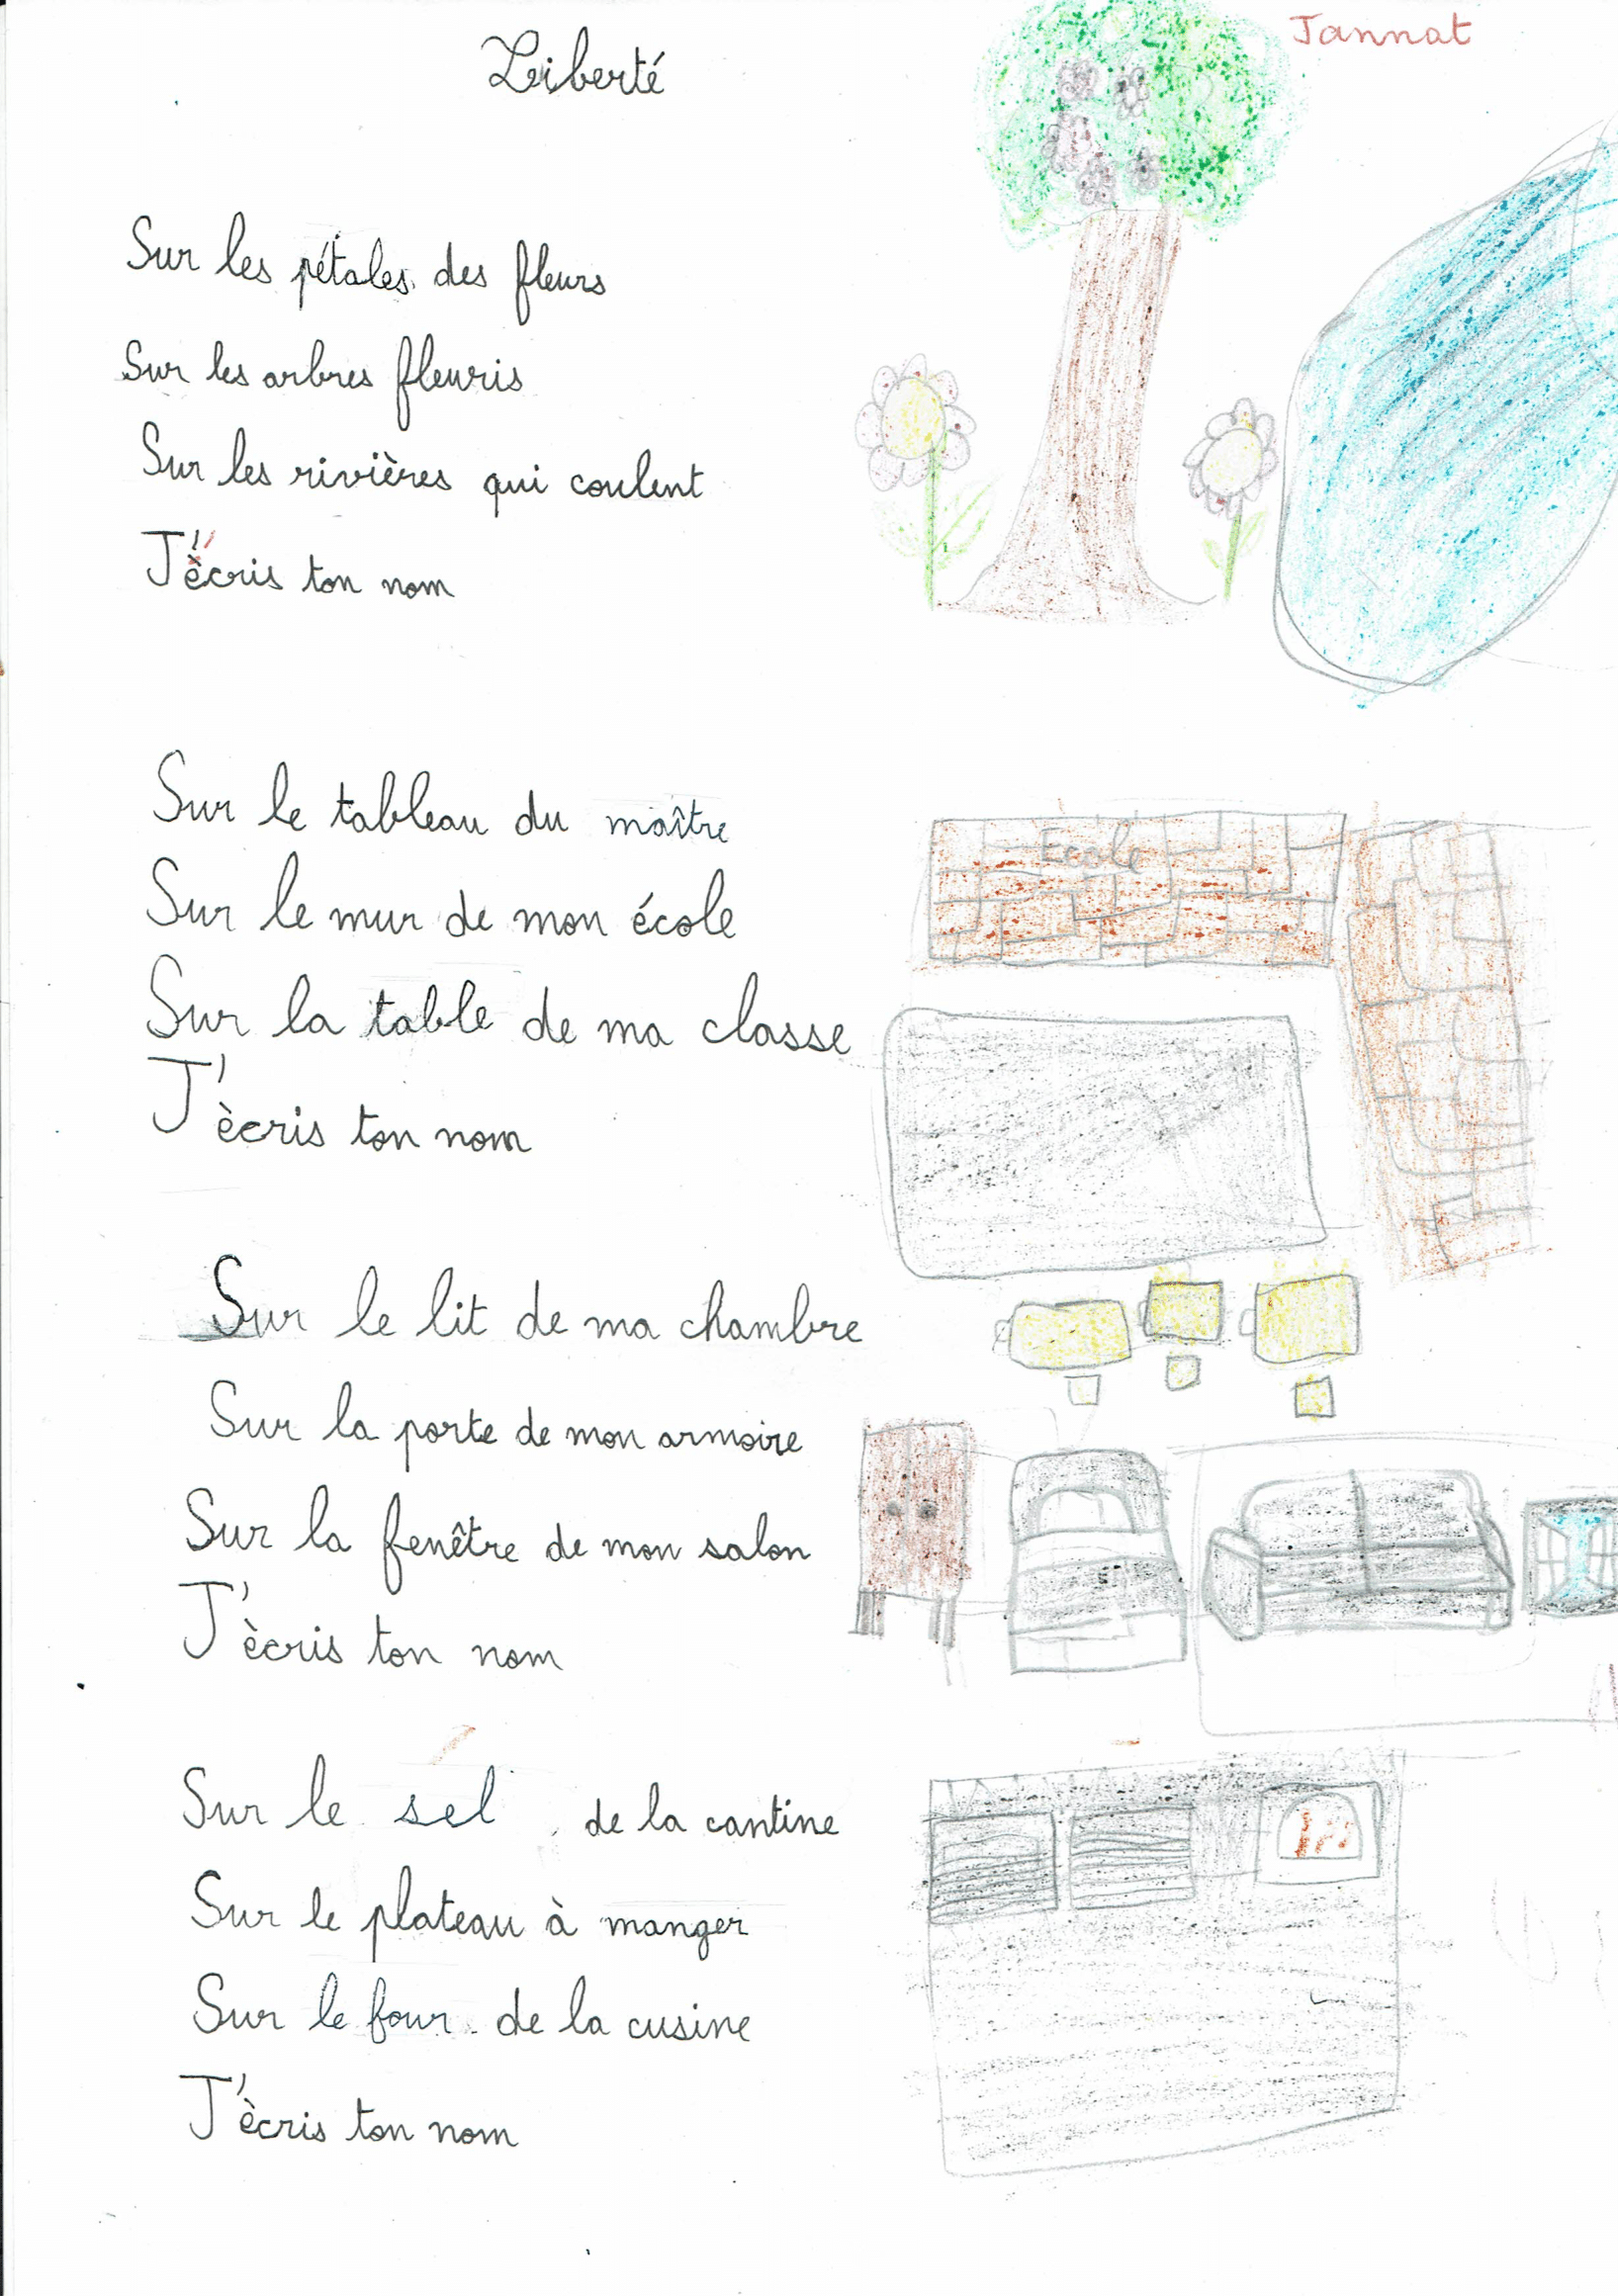 Liberté
Jannat
Sur les pétales des fleurs
Sur les arbres fleuris
Sur les rivières qui coulent
J'écris ton nom
Sur le tableau du maître
Sur le mur de mon école
Sur la table de ma classe
J'ècris ton nom
Ecole
Sur le lit de ma chambre
Sur la porte de mon armoire
Sur la fenêtre de mon salon
J'ècris ton nom
Sur le sel de la cantine
Sur le plateau à manger
Sur le four de la cusine
J'ècris ton nom